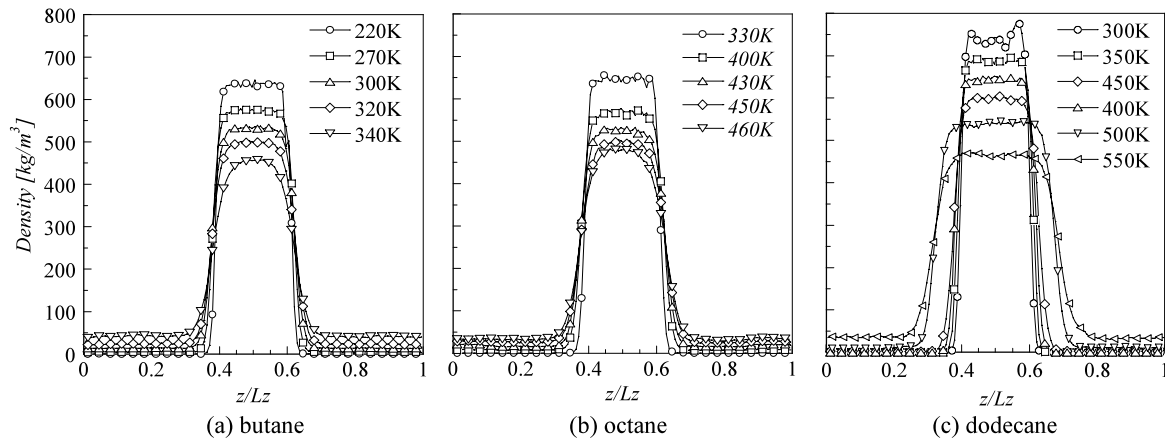 Density [kg/m³]
800
700
600
500
400
300
200
100
0
220K
270K
300K
320K
340K
0 0.2 0.4 0.6 0.8 1
z/Lz
(a) butane
330K
400K
430K
450K
460K
0 0.2 0.4 0.6 0.8 1
z/Lz
(b) octane
300K
350K
450K
400K
500K
550K
0 0.2 0.4 0.6 0.8 1
z/Lz
(c) dodecane